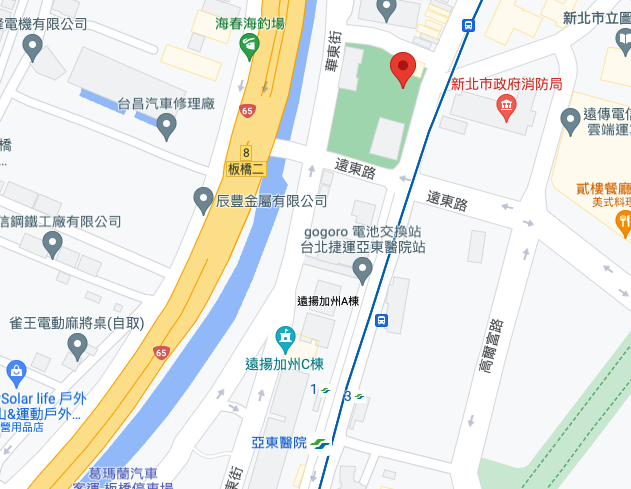 電機有限公司
海春海釣場
華東街
新北市立圖
台昌汽車修理廠
65
新北市政府消防局
遠傳電信
雲端運
橋
8
板橋二
遠東路
遠東路
辰豐金屬有限公司
貳樓餐廳
美式料理
信鋼鐵工廠有限公司
gogoro 電池交換站
台北捷運亞東醫院站
遠揚加州A棟
雀王電動麻將桌(自取)
65
遠揚加州C棟
高爾富路
Solar life 戶外
山&運動戶外...
營用品店
1
3
亞東醫院
葛瑪蘭汽車
客運 板橋停車場
東街